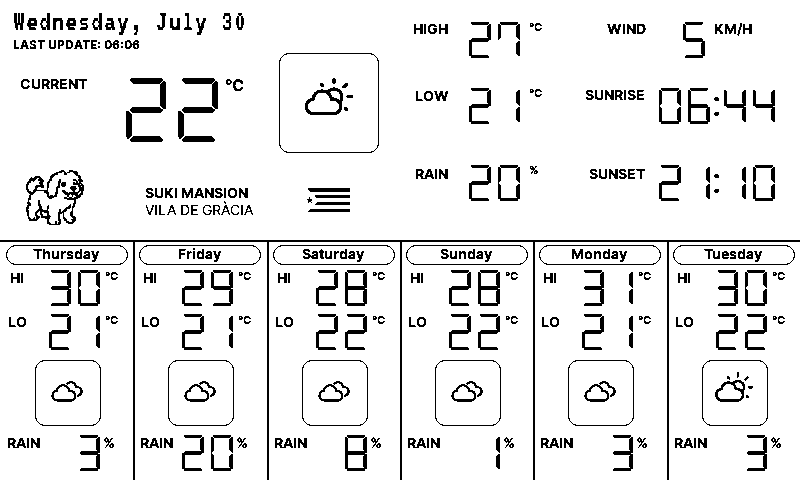 Wednesday, July 30
LAST UPDATE: 06:06
CURRENT 22 °C
HIGH 27 °C
WIND 5 KM/H
LOW 21 °C
SUNRISE 06:44
RAIN 20 %
SUNSET 21:10
SUKI MANSION
VILA DE GRÀCIA
Thursday
HI 30 °C
LO 21 °C
RAIN 3 %
Friday
HI 29 °C
LO 21 °C
RAIN 20 %
Saturday
HI 28 °C
LO 22 °C
RAIN 8 %
Sunday
HI 28 °C
LO 22 °C
RAIN 1 %
Monday
HI 31 °C
LO 21 °C
RAIN 3 %
Tuesday
HI 30 °C
LO 22 °C
RAIN 3 %